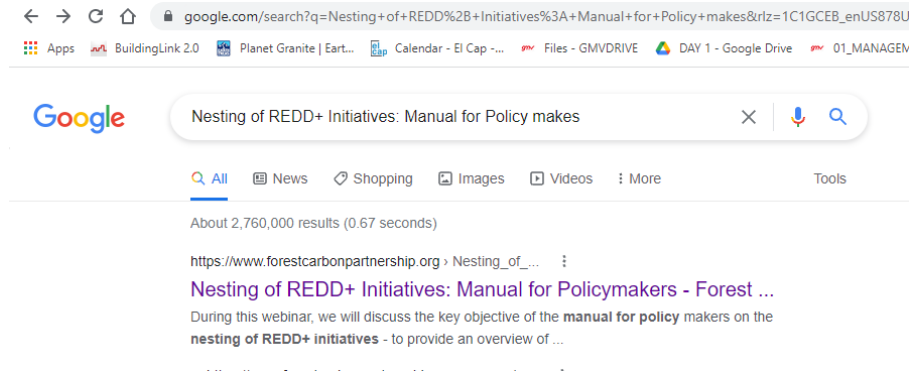 google.com/search?q=Nesting+of+REDD%2B+Initiatives%3A+Manual+for+Policy+makes&rlz=1C1GCEB_enUS878U
Apps BuildingLink 2.0 Planet Granite | Eart... Calendar - El Cap -... Files - GMVDRIVE DAY 1 - Google Drive 01_MANAGEM
Google Nesting of REDD+ Initiatives: Manual for Policy makes
All News Shopping Images Videos More Tools
About 2,760,000 results (0.67 seconds)
https://www.forestcarbonpartnership.org › Nesting_of_...
Nesting of REDD+ Initiatives: Manual for Policymakers - Forest ...
During this webinar, we will discuss the key objective of the manual for policy makers on the
nesting of REDD+ initiatives - to provide an overview of ...